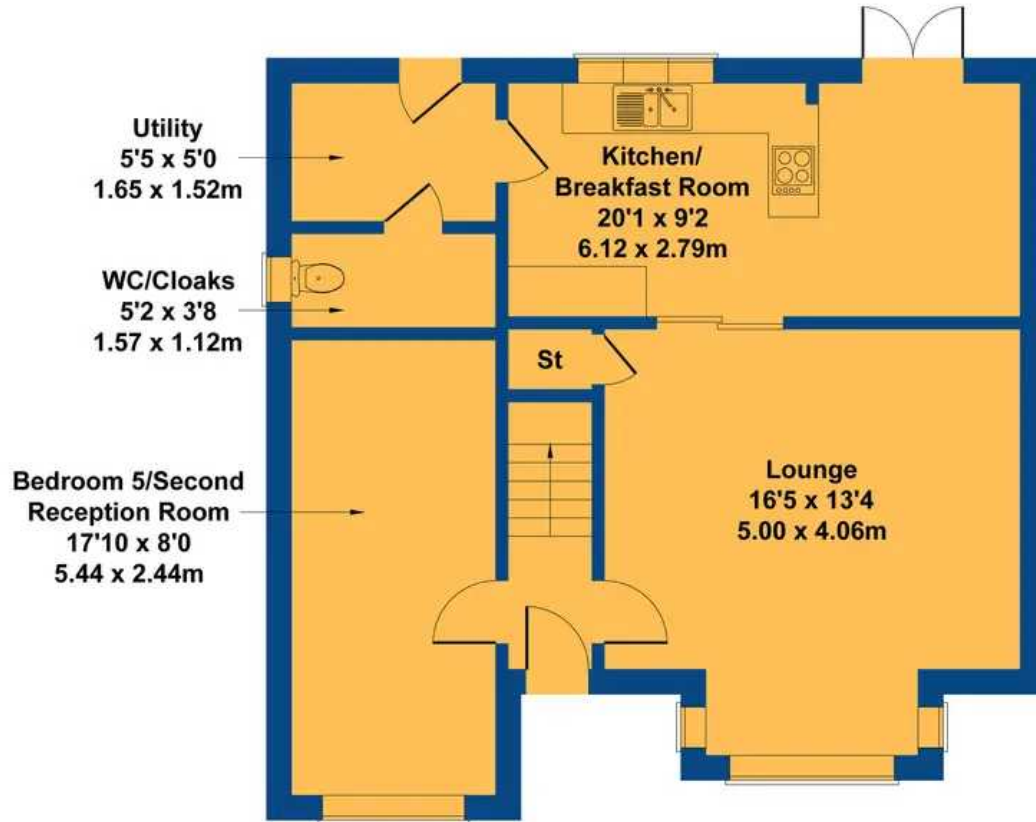 Utility
5'5 x 5'0
1.65 x 1.52m
Kitchen/
Breakfast Room
20'1 x 9'2
6.12 x 2.79m
WC/Cloaks
5'2 x 3'8
1.57 x 1.12m
St
Bedroom 5/Second
Reception Room
17'10 x 8'0
5.44 x 2.44m
Lounge
16'5 x 13'4
5.00 x 4.06m